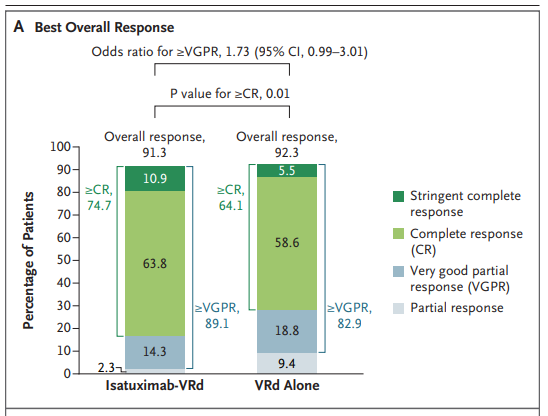 A Best Overall Response
Odds ratio for ≥VGPR, 1.73 (95% CI, 0.99–3.01)
P value for ≥CR, 0.01
Overall response,
91.3
Overall response,
92.3
Percentage of Patients
100
90
80
70
60
50
40
30
20
10
0
≥CR,
74.7
10.9
63.8
14.3
2.3
≥VGPR,
89.1
≥CR,
64.1
5.5
58.6
18.8
9.4
≥VGPR,
82.9
Isatuximab-VRd
VRd Alone
Stringent complete
response
Complete response
(CR)
Very good partial
response (VGPR)
Partial response